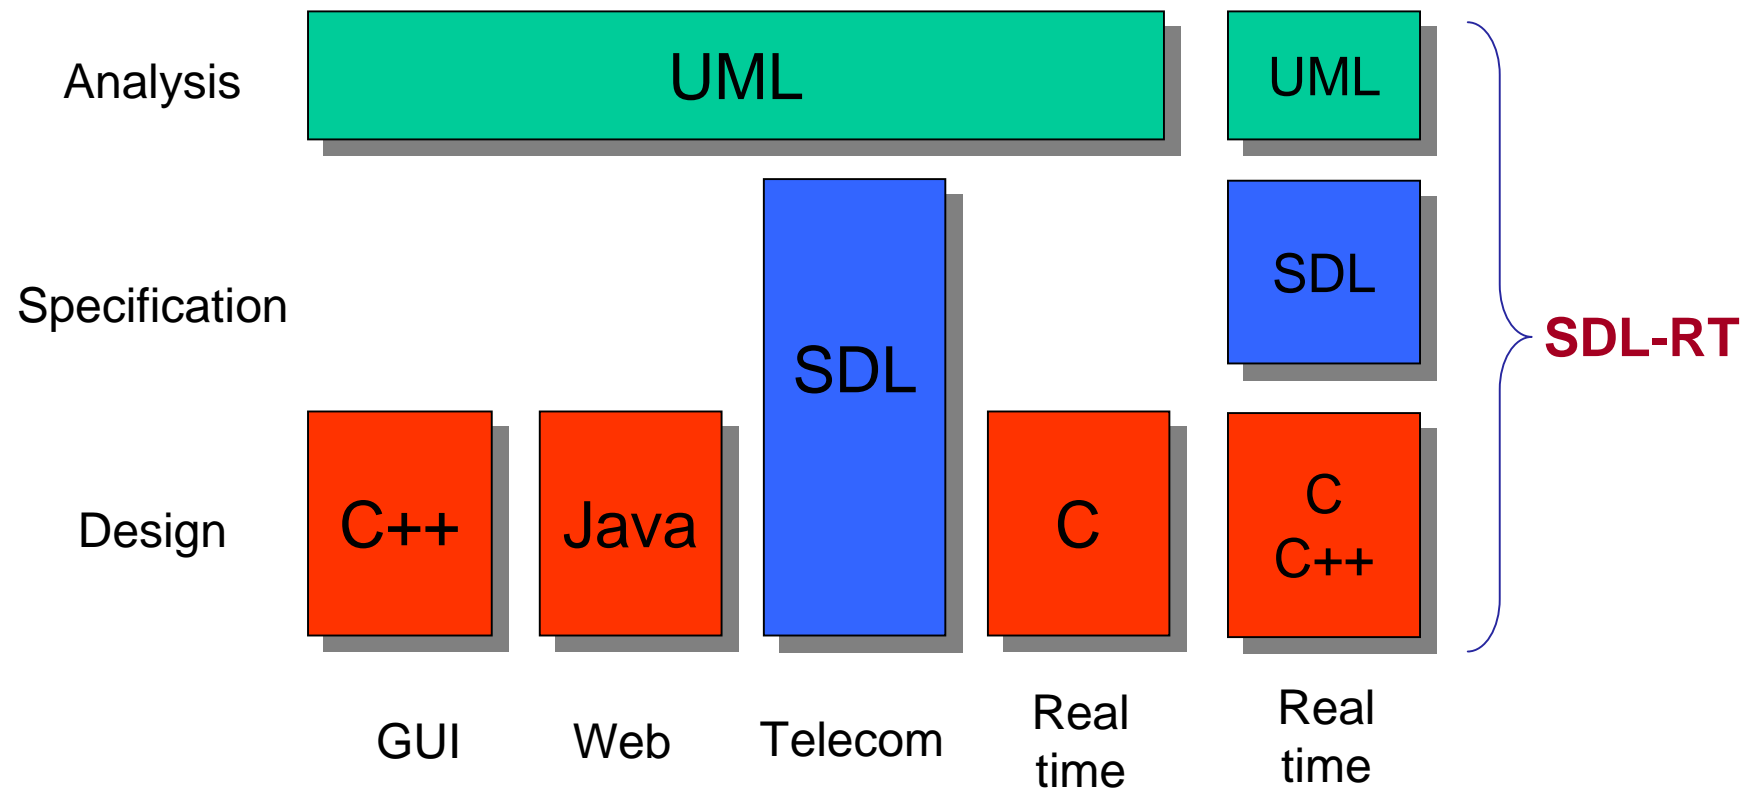 Analysis
UML
UML
Specification
SDL
SDL
SDL-RT
Design
C++
Java
C
C
C++
GUI
Web
Telecom
Real
time
Real
time